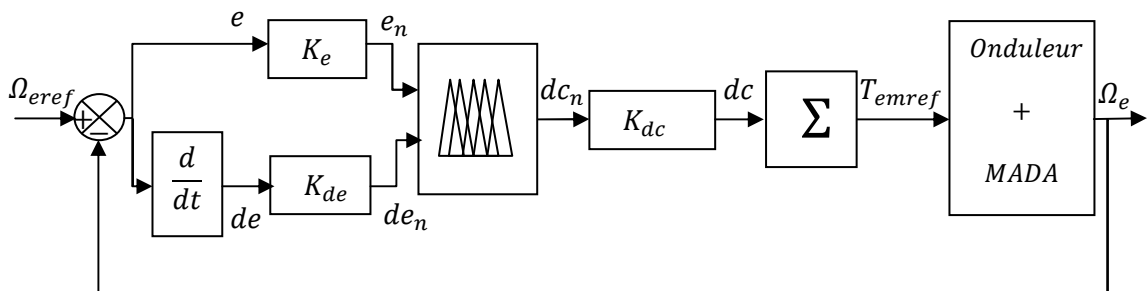 e
K_e
e_n
Ω_eref
+
−
d/dt
de
K_de
de_n
dc_n
K_dc
dc
Σ
T_emref
Onduleur
+
MADA
Ω_e